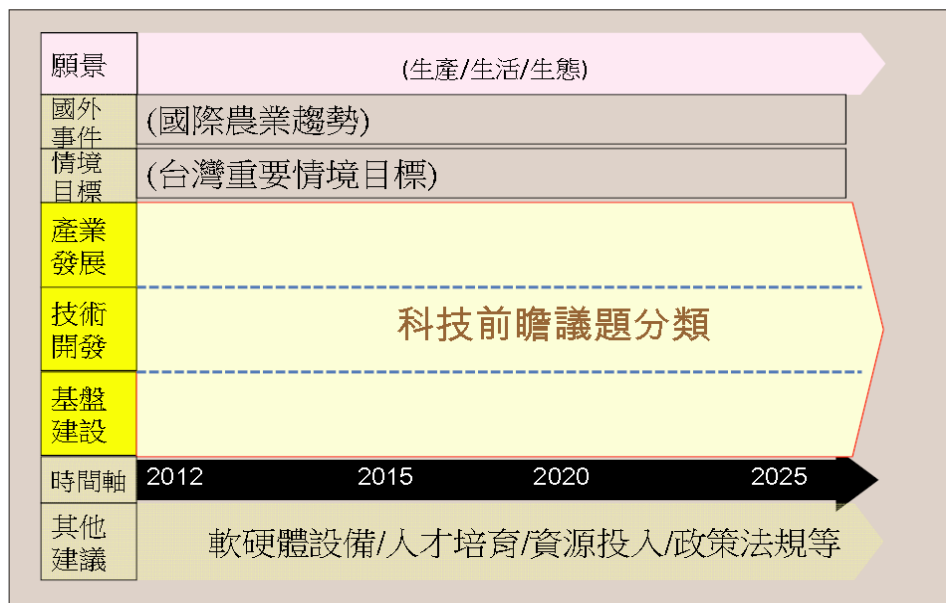 願景
(生產/生活/生態)
國外
事件
(國際農業趨勢)
情境
目標
(台灣重要情境目標)
產業
發展
技術
開發
科技前瞻議題分類
基盤
建設
時間軸
2012 2015 2020 2025
其他
建議
軟硬體設備/人才培育/資源投入/政策法規等